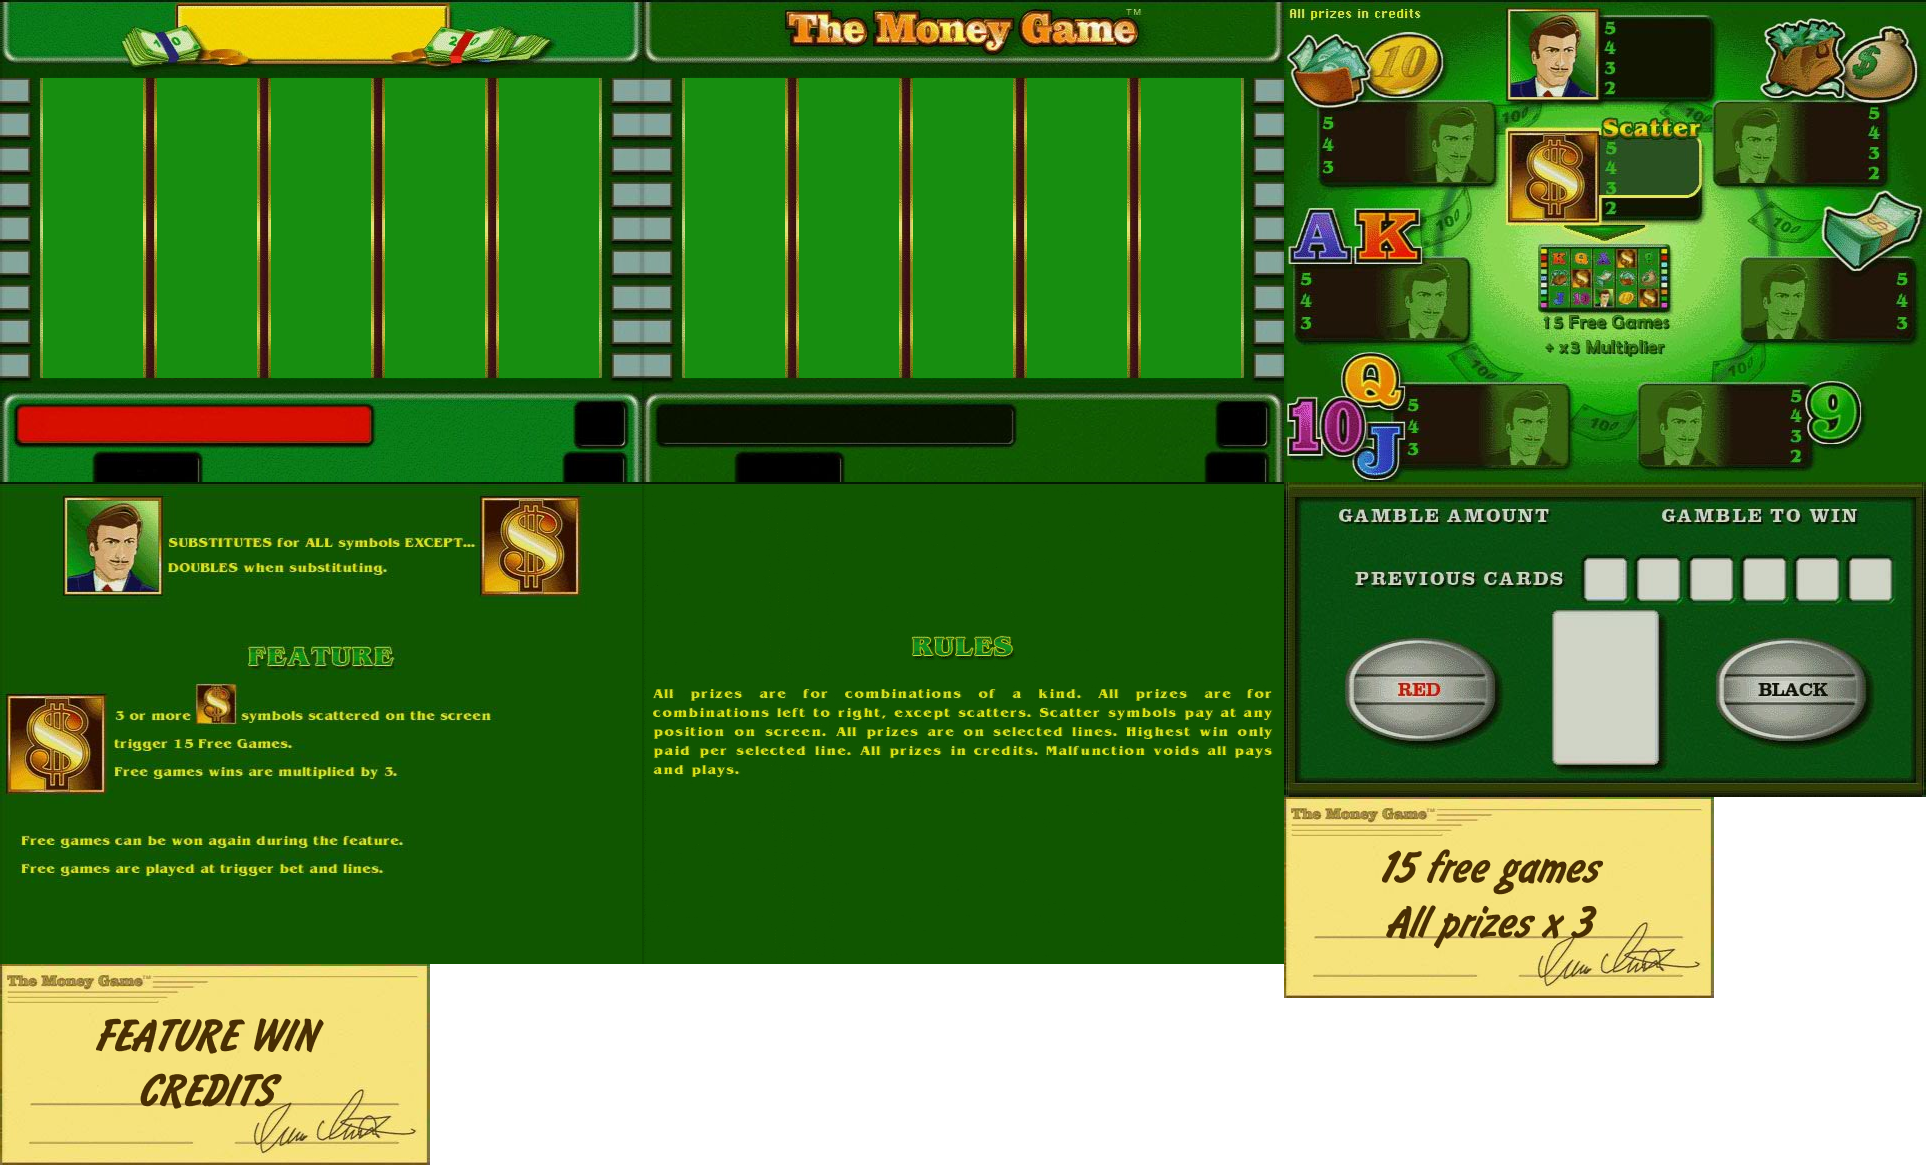 The Money Game™
All prizes in credits
10
5
4
3
2
$
5
4
3
Scatter
5
4
3
2
5
4
3
2
A K
100
100
5
4
3
15 Free Games
+ x3 Multiplier
5
4
3
Q
10
J
5
4
3
100
5
4
3
2
9
SUBSTITUTES for ALL symbols EXCEPT...
DOUBLES when substituting.
FEATURE
3 or more $ symbols scattered on the screen
trigger 15 Free Games.
Free games wins are multiplied by 3.
Free games can be won again during the feature.
Free games are played at trigger bet and lines.
RULES
All prizes are for combinations of a kind. All prizes are for
combinations left to right, except scatters. Scatter symbols pay at any
position on screen. All prizes are on selected lines. Highest win only
paid per selected line. All prizes in credits. Malfunction voids all pays
and plays.
GAMBLE AMOUNT
GAMBLE TO WIN
PREVIOUS CARDS
RED
BLACK
The Money Game™
15 free games
All prizes x 3
The Money Game™
FEATURE WIN
CREDITS